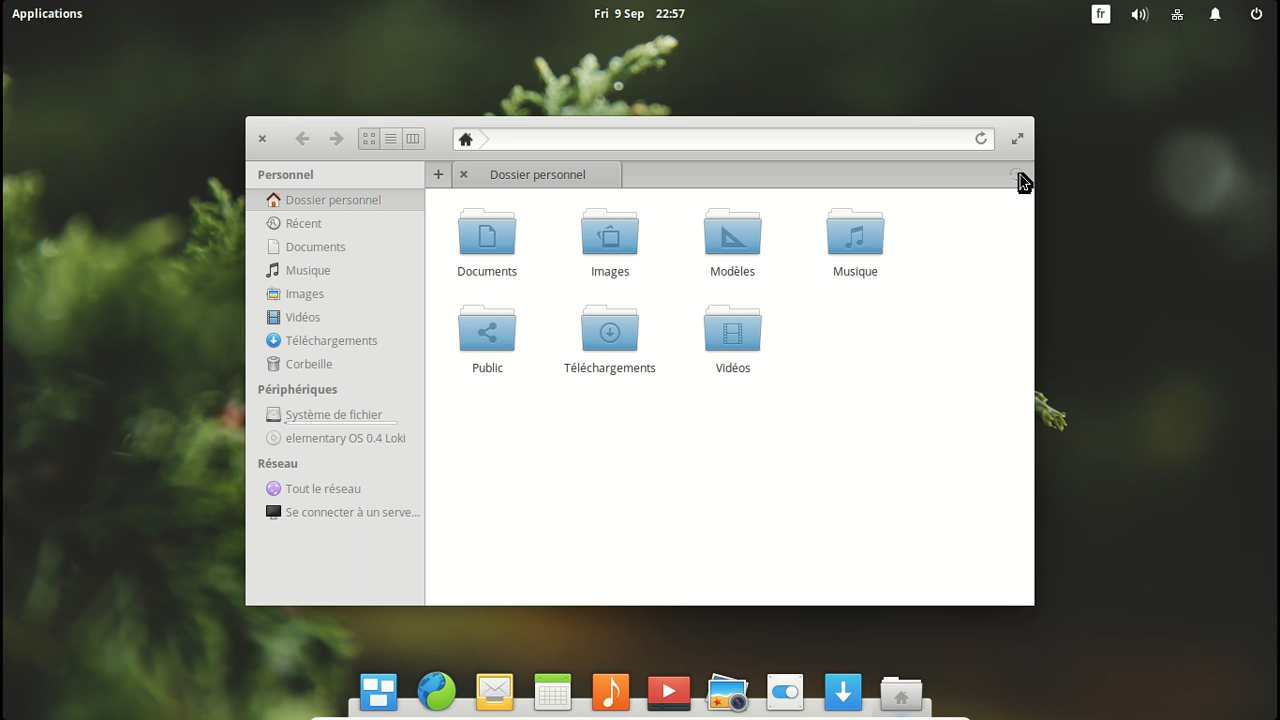 Applications
Fri 9 Sep 22:57
fr
Personnel
Dossier personnel
Récent
Documents
Musique
Images
Vidéos
Téléchargements
Corbeille
Périphériques
Système de fichier
elementary OS 0.4 Loki
Réseau
Tout le réseau
Se connecter à un serve...
Dossier personnel
Documents
Images
Modèles
Musique
Public
Téléchargements
Vidéos